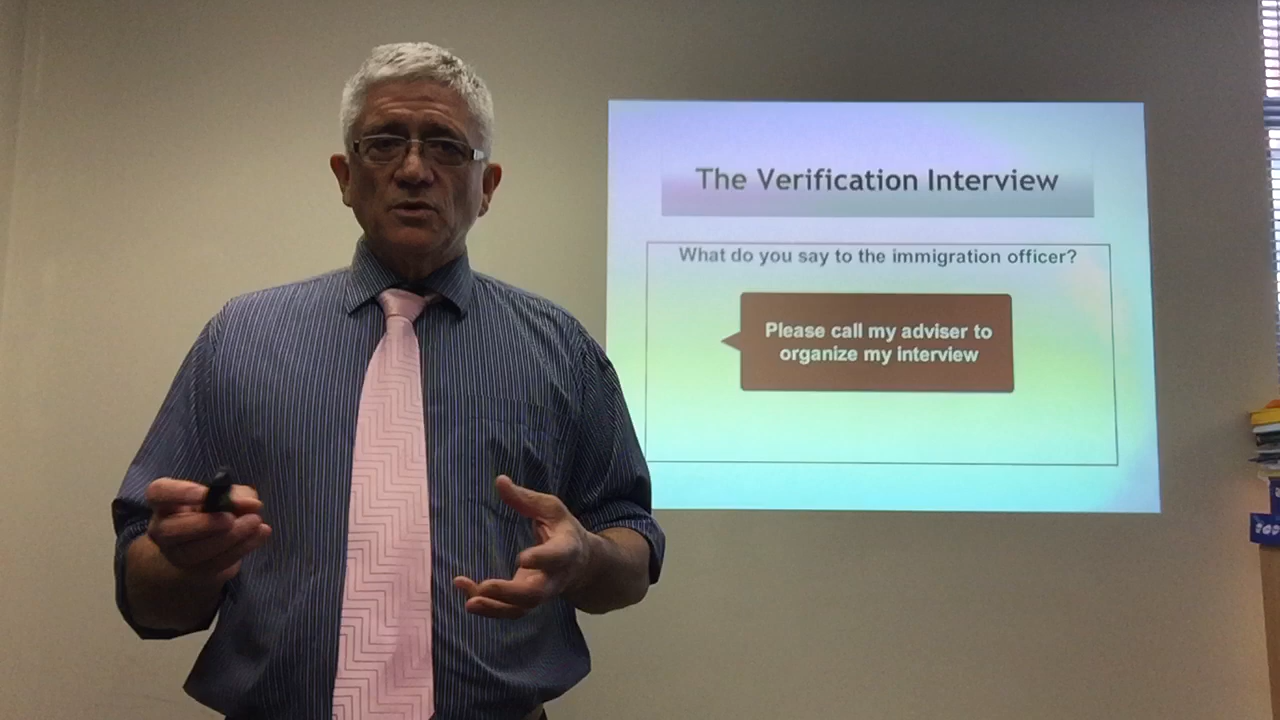 The Verification Interview
What do you say to the immigration officer?
Please call my adviser to
organize my interview